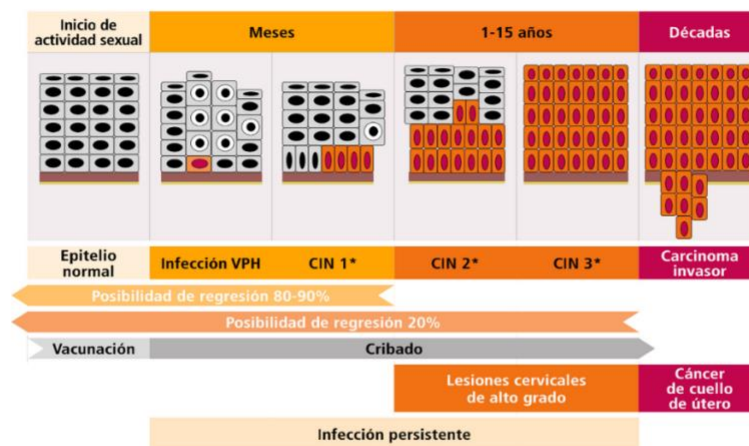 Inicio de
actividad sexual
Meses
1-15 años
Décadas
Epitelio
normal
Infección VPH
CIN 1*
CIN 2*
CIN 3*
Carcinoma
invasor
Posibilidad de regresión 80-90%
Posibilidad de regresión 20%
Vacunación
Cribado
Lesiones cervicales
de alto grado
Cáncer
de cuello
de útero
Infección persistente